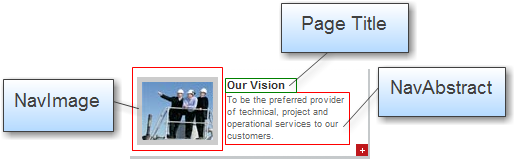 Page Title
NavImage
Our Vision
To be the preferred provider
of technical, project and
operational services to our
customers.
NavAbstract
+